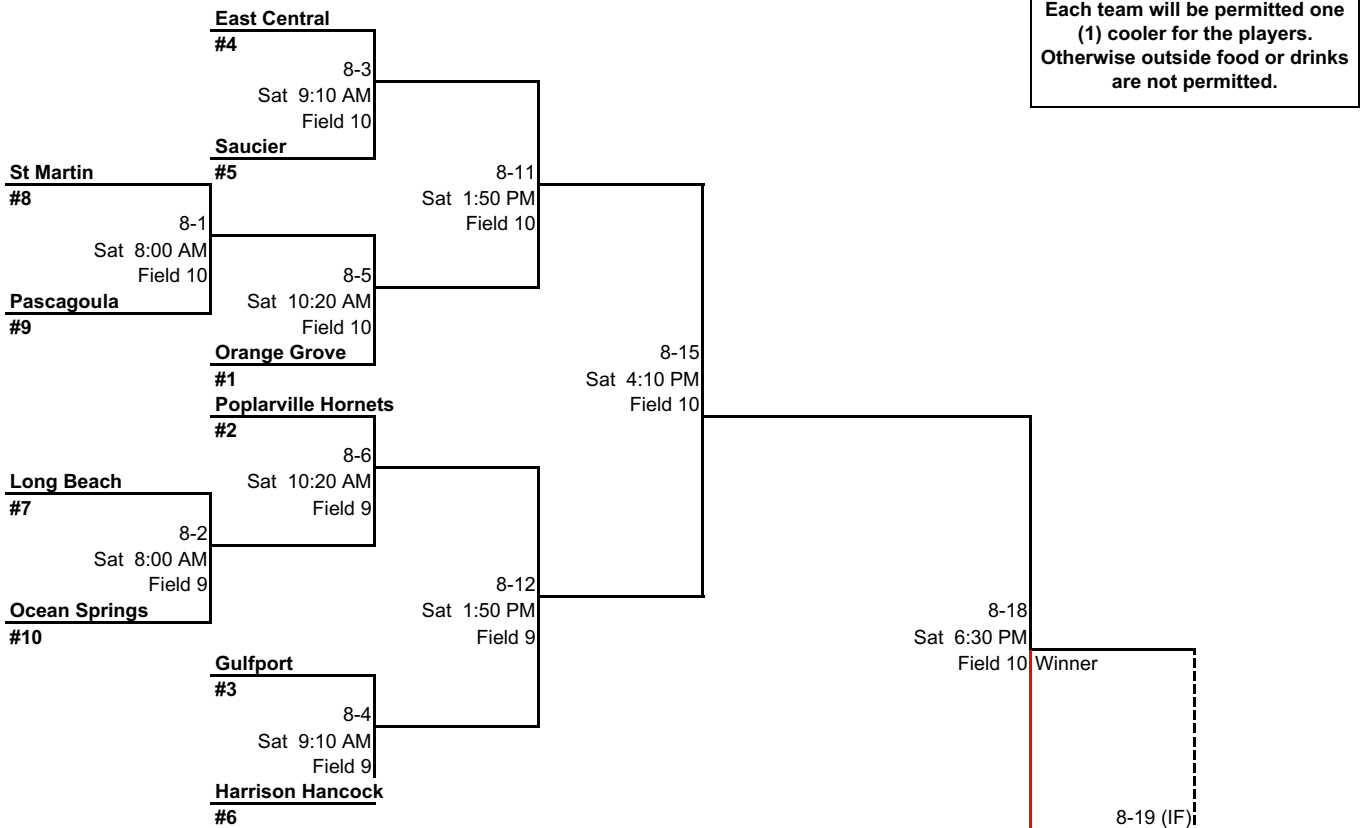 East Central
#4
Each team will be permitted one
(1) cooler for the players.
Otherwise outside food or drinks
are not permitted.
8-3
Sat 9:10 AM
Field 10
Saucier
#5
St Martin
#8
8-11
Sat 1:50 PM
Field 10
8-1
Sat 8:00 AM
Field 10
Pascagoula
#9
8-5
Sat 10:20 AM
Field 10
Orange Grove
#1
8-15
Sat 4:10 PM
Field 10
Poplarville Hornets
#2
8-6
Sat 10:20 AM
Field 9
Long Beach
#7
8-2
Sat 8:00 AM
Field 9
Ocean Springs
#10
8-12
Sat 1:50 PM
Field 9
8-18
Sat 6:30 PM
Field 10 Winner
Gulfport
#3
8-4
Sat 9:10 AM
Field 9
Harrison Hancock
#6
8-19 (IF)